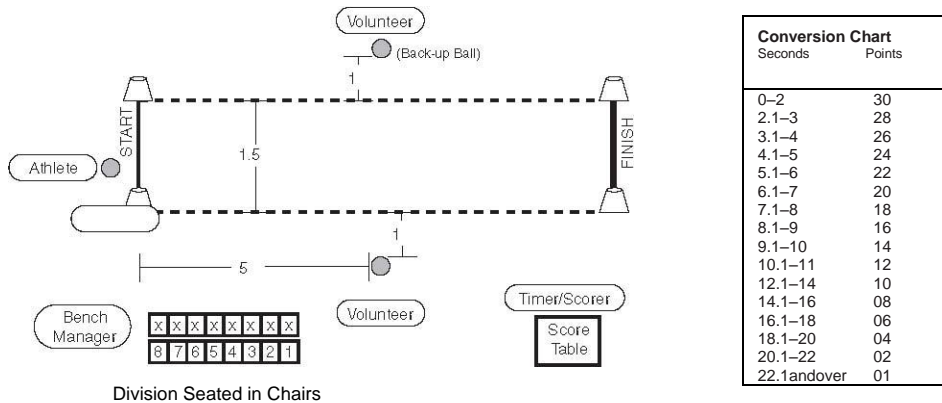 Volunteer
(Back-up Ball)
1
START
1.5
FINISH
Athlete
1
5
Volunteer
Timer/Scorer
Bench
Manager
x x x x x x x x
8 7 6 5 4 3 2 1
Score
Table
Division Seated in Chairs
Conversion Chart
Seconds Points
0–2 30
2.1–3 28
3.1–4 26
4.1–5 24
5.1–6 22
6.1–7 20
7.1–8 18
8.1–9 16
9.1–10 14
10.1–11 12
12.1–14 10
14.1–16 08
16.1–18 06
18.1–20 04
20.1–22 02
22.1andover 01